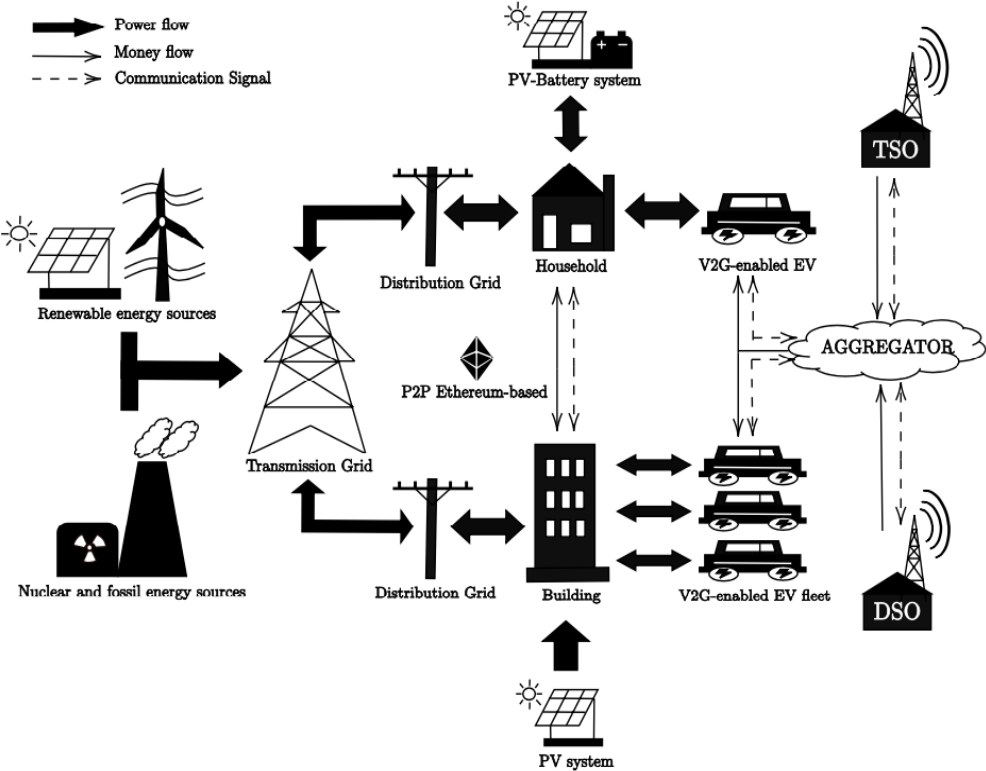 Power flow
Money flow
Communication Signal
PV-Battery system
TSO
Household
V2G-enabled EV
Distribution Grid
Renewable energy sources
AGGREGATOR
P2P Ethereum-based
Transmission Grid
Nuclear and fossil energy sources
Distribution Grid
Building
V2G-enabled EV fleet
DSO
PV system